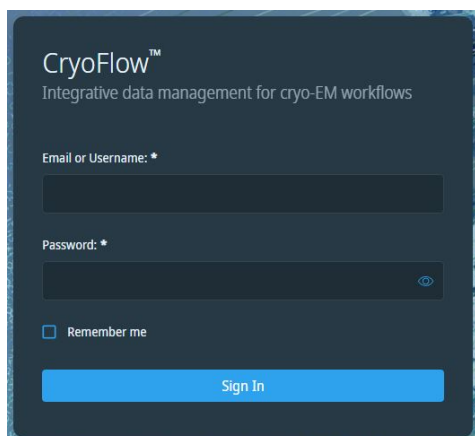 CryoFlow™
Integrative data management for cryo-EM workflows
Email or Username: *
Password: *
Remember me
Sign In